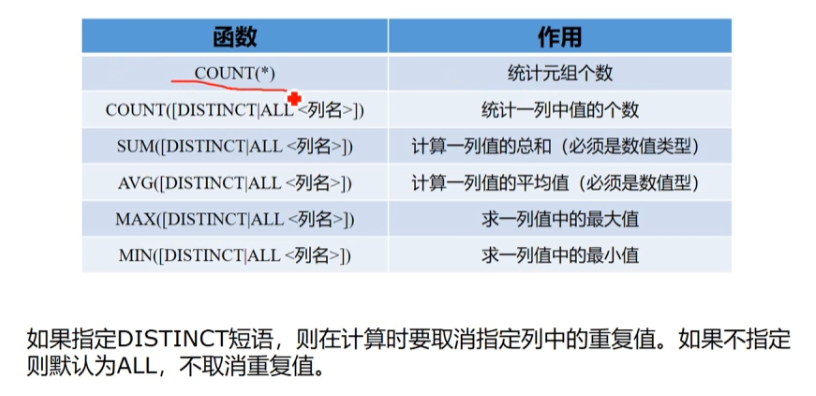 函数 作用
COUNT(*) 统计元组个数
COUNT([DISTINCT|ALL <列名>]) 统计一列中值的个数
SUM([DISTINCT|ALL <列名>]) 计算一列值的总和（必须是数值类型）
AVG([DISTINCT|ALL <列名>]) 计算一列值的平均值（必须是数值型）
MAX([DISTINCT|ALL <列名>]) 求一列值中的最大值
MIN([DISTINCT|ALL <列名>]) 求一列值中的最小值
如果指定DISTINCT短语，则在计算时要取消指定列中的重复值。如果不指定
则默认为ALL，不取消重复值。